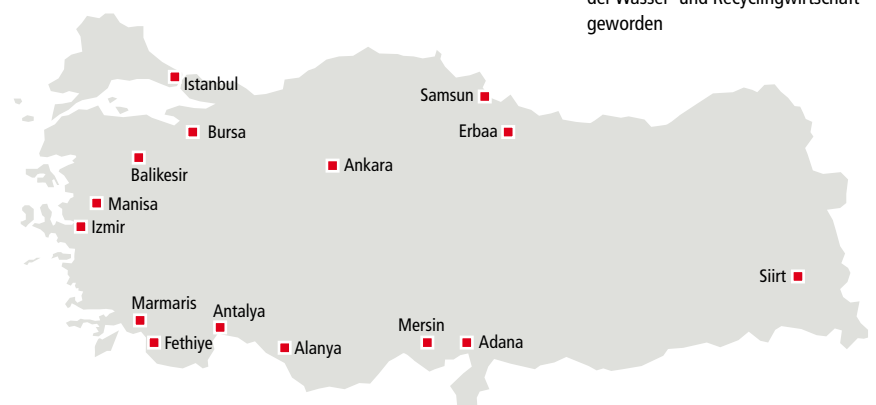 der Wasser- und Recyclingwirtschaft
geworden
Istanbul
Samsun
Bursa
Erbaa
Ankara
Balikesir
Manisa
Izmir
Siirt
Marmaris
Antalya
Mersin
Fethiye
Alanya
Adana